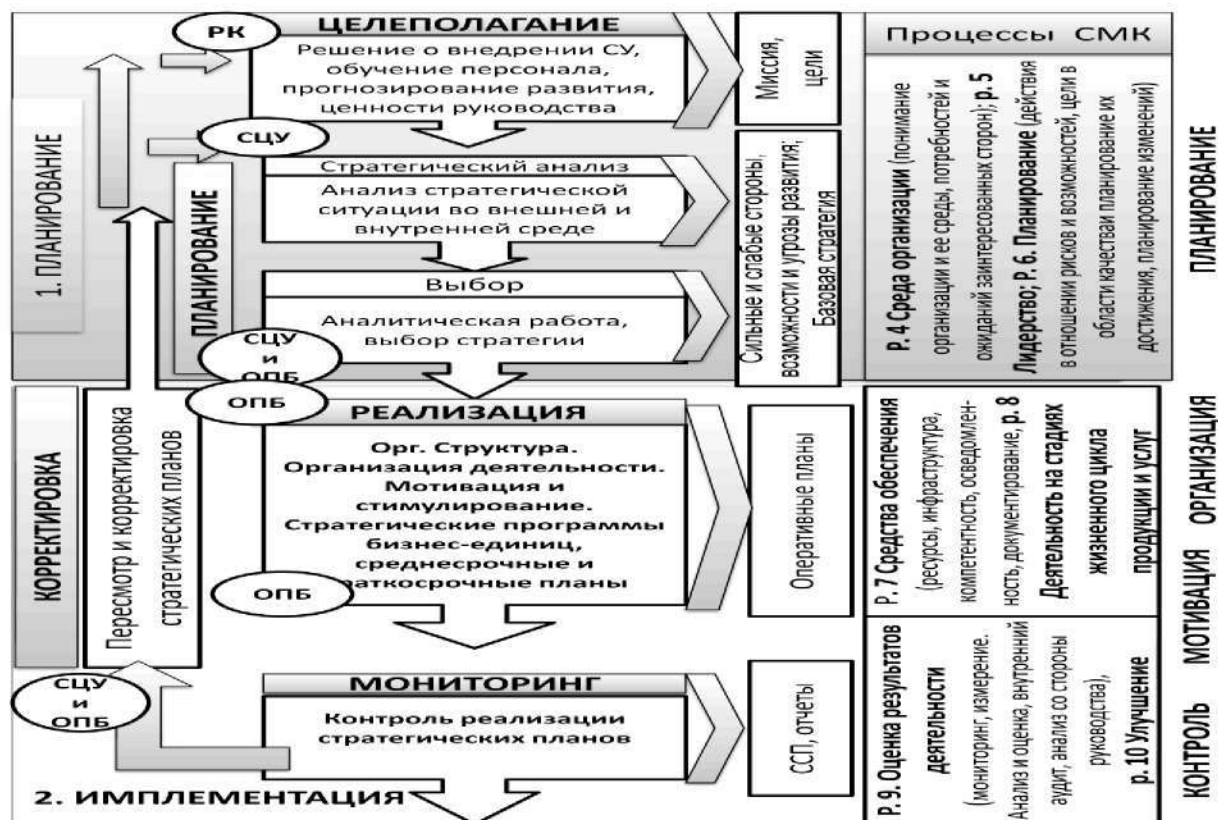 ЦЕЛЕПОЛАГАНИЕ
РК
Решение о внедрении СУ,
обучение персонала,
прогнозирование развития,
ценности руководства
Миссия,
цели
СЦУ
Стратегический анализ
Анализ стратегической
ситуации во внешней и
внутренней среде
Выбор
Аналитическая работа,
выбор стратегии
Сильные и слабые стороны,
возможности и угрозы развития;
Базовая стратегия
1. ПЛАНИРОВАНИЕ
ПЛАНИРОВАНИЕ
СЦУ
и
ОПБ
ОПБ
РЕАЛИЗАЦИЯ
Орг. Структура.
Организация деятельности.
Мотивация и
стимулирование.
Стратегические программы
бизнес-единиц,
среднесрочные и
раткосрочные планы
ОПБ
Оперативные планы
КОРРЕКТИРОВКА
Пересмотр и корректировка
стратегических планов
СЦУ
и
ОПБ
МОНИТОРИНГ
Контроль реализации
стратегических планов
ССП, отчеты
2. ИМПЛЕМЕНТАЦИЯ
Процессы СМК
Р. 4 Среда организации (понимание
организации и ее среды, потребностей и
ожиданий заинтересованных сторон); р. 5
Лидерство; Р. 6. Планирование (действия
в отношении рисков и возможностей, цели в
области качестваи планирование их
достижения, планирование изменений)
Р. 7 Средства обеспечения
(ресурсы, инфраструктура,
компетентность, осведомлен-
ность, документирование, р. 8
Деятельность на стадиях
жизненного цикла
продукции и услуг
Р. 9. Оценка результатов
деятельности
(мониторинг, измерение.
Анализ и оценка, внутренний
аудит, анализ со стороны
руководства),
р. 10 Улучшение
ПЛАНИРОВАНИЕ
ОРГАНИЗАЦИЯ
МОТИВАЦИЯ
КОНТРОЛЬ